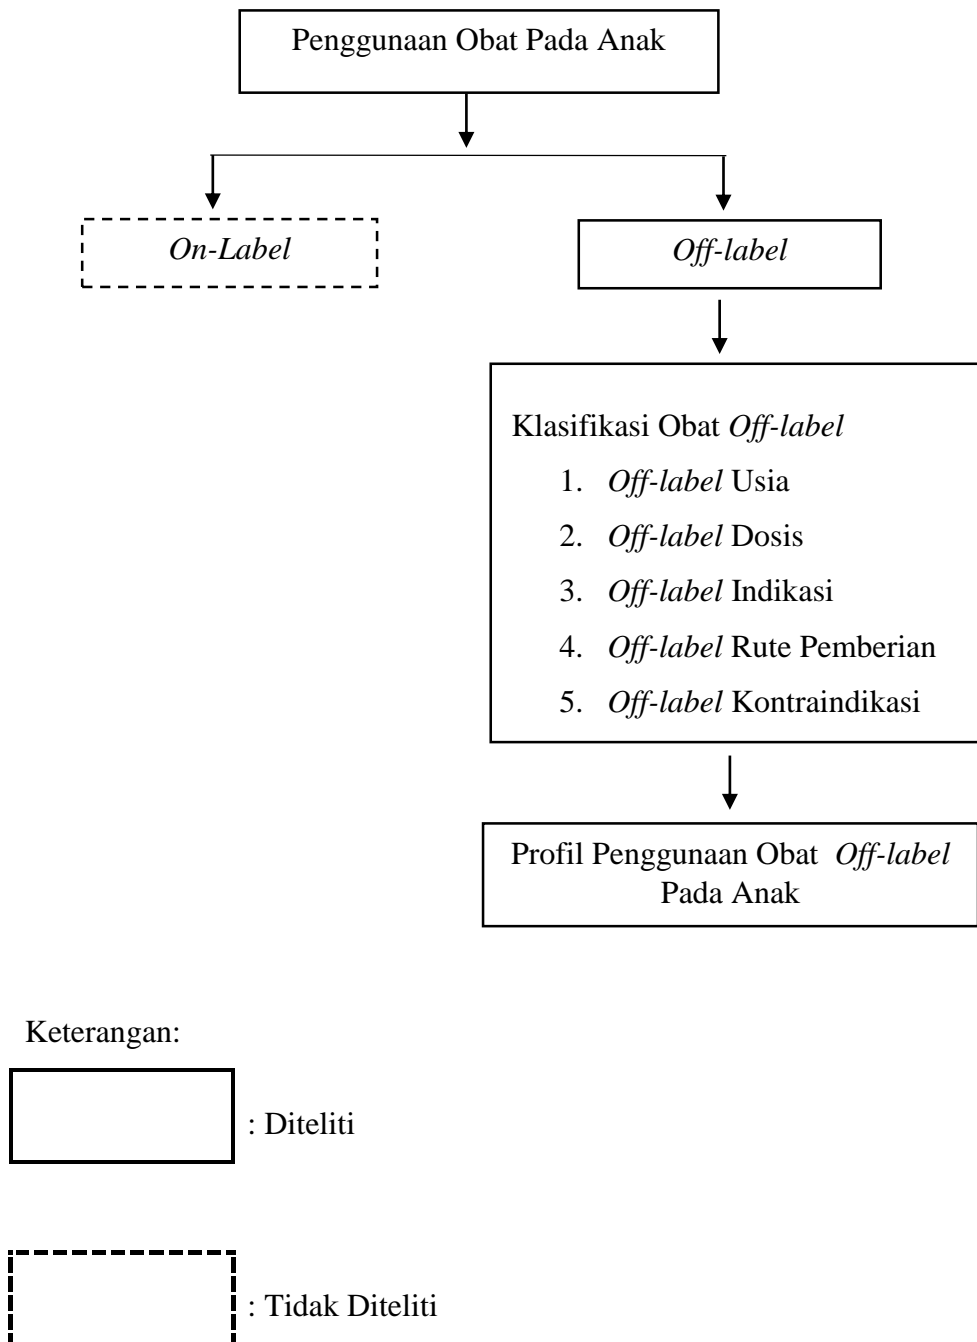 Penggunaan Obat Pada Anak
On-Label
Off-label
Klasifikasi Obat Off-label
1. Off-label Usia
2. Off-label Dosis
3. Off-label Indikasi
4. Off-label Rute Pemberian
5. Off-label Kontraindikasi
Profil Penggunaan Obat Off-label
Pada Anak
Keterangan:
: Diteliti
: Tidak Diteliti